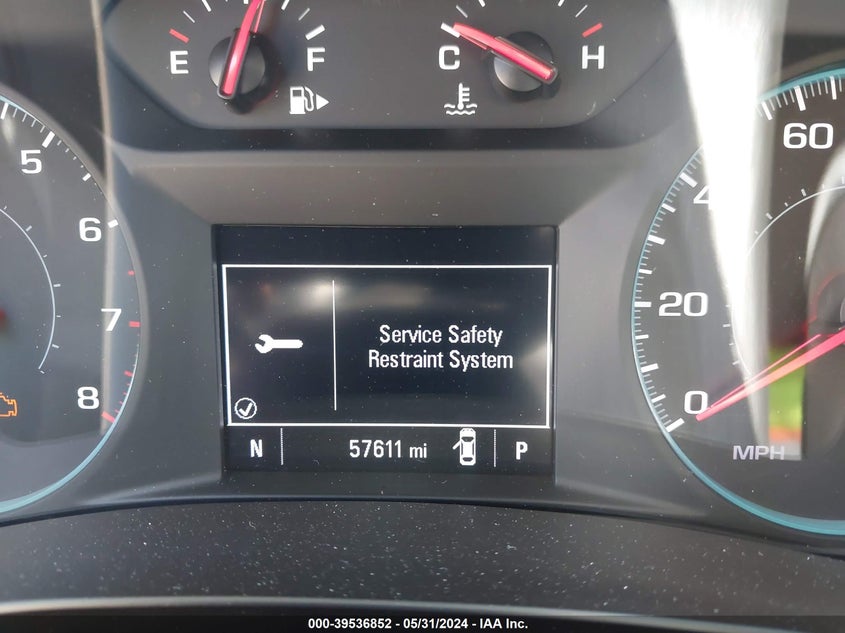 E F
C H
5
6
7
8
60
4
20
0
MPH
Service Safety
Restraint System
N 57611 mi P
000-39536852 - 05/31/2024 - IAA Inc.